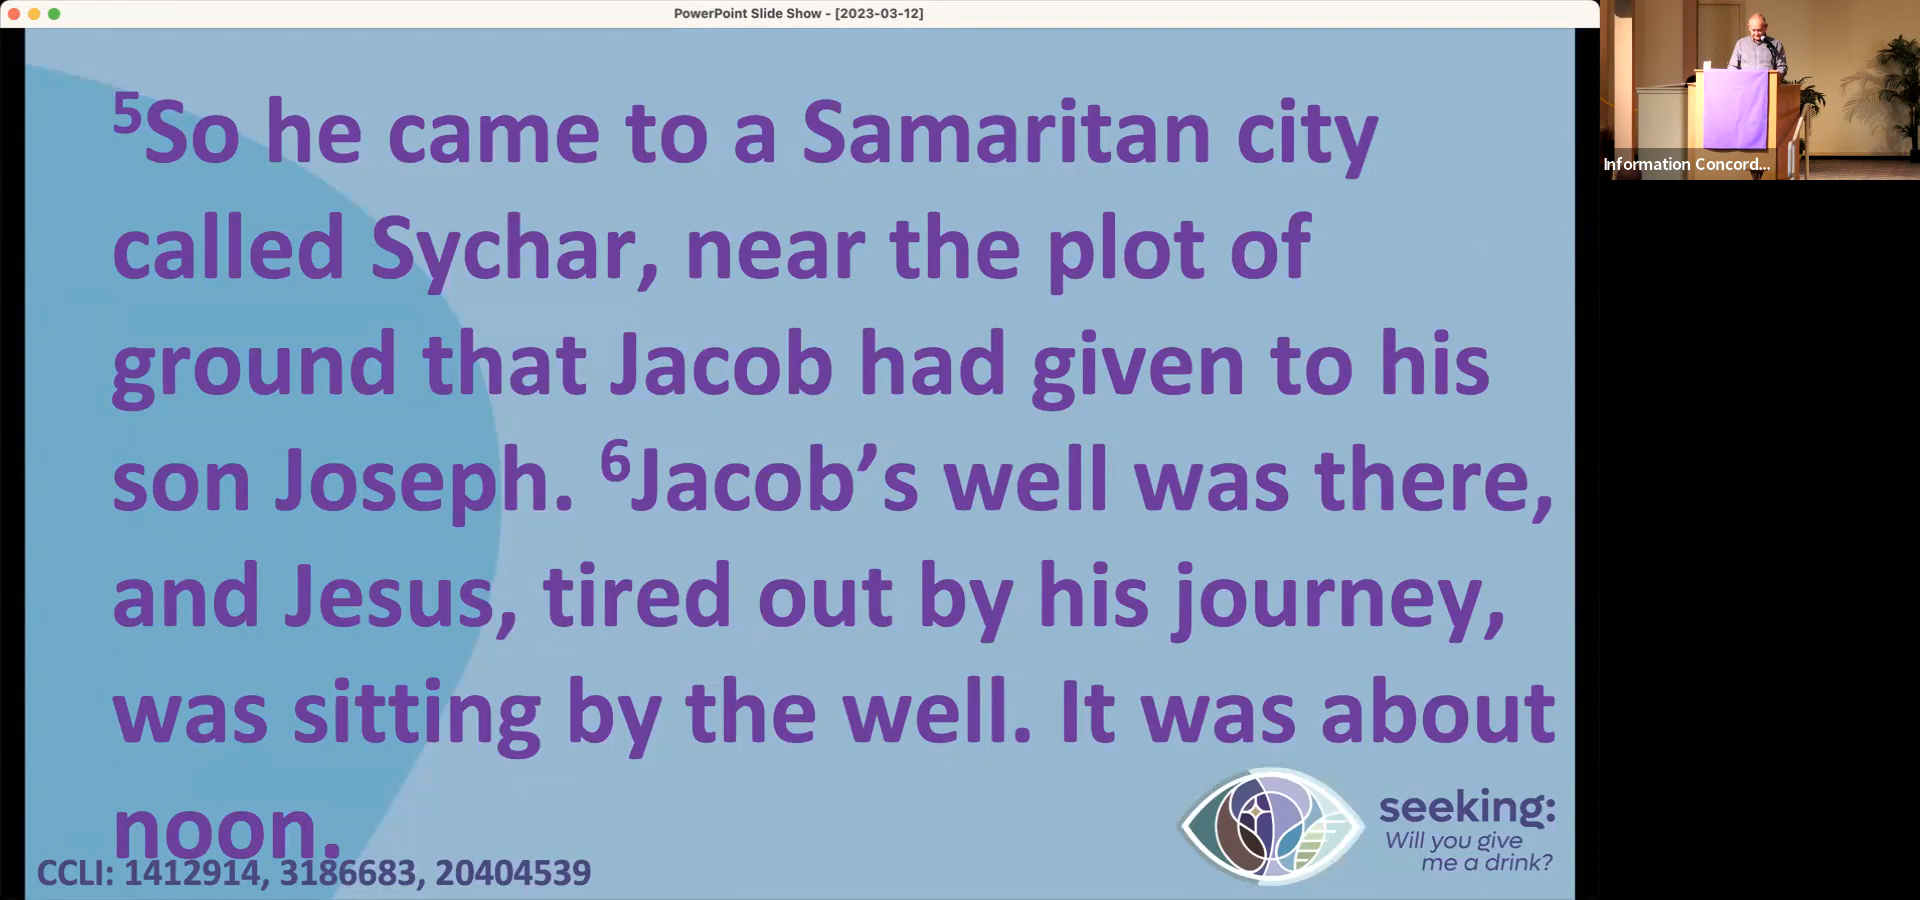 PowerPoint Slide Show - [2023-03-12]
⁵So he came to a Samaritan city
called Sychar, near the plot of
ground that Jacob had given to his
son Joseph. ⁶Jacob’s well was there,
and Jesus, tired out by his journey,
was sitting by the well. It was about
noon.
CCLI: 1412914, 3186683, 20404539
seeking:
Will you give
me a drink?
Information Concord...